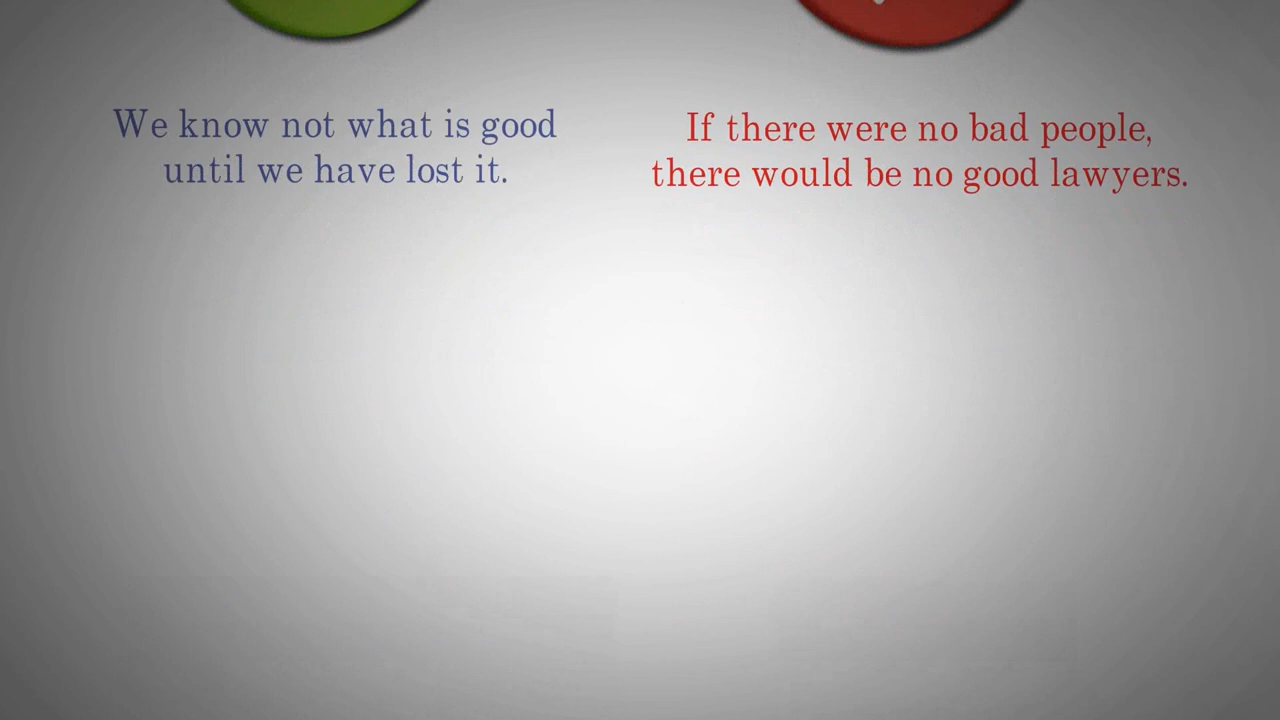 We know not what is good
until we have lost it.
If there were no bad people,
there would be no good lawyers.